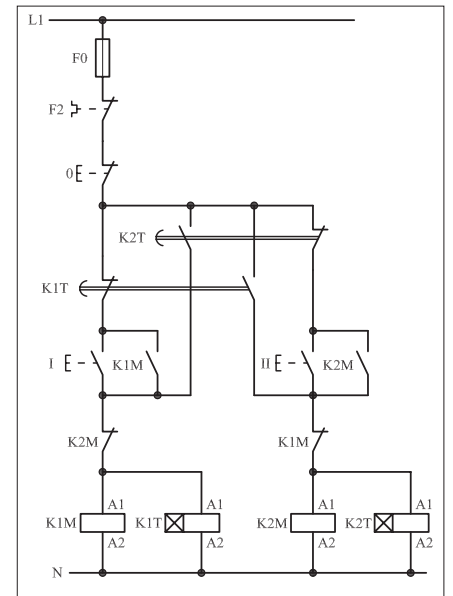 L1
F0
F2
0
K2T
K1T
I K1M II K2M
K2M K1M
A1 A1 A1 A1
K1M K1T K2M K2T
A2 A2 A2 A2
N